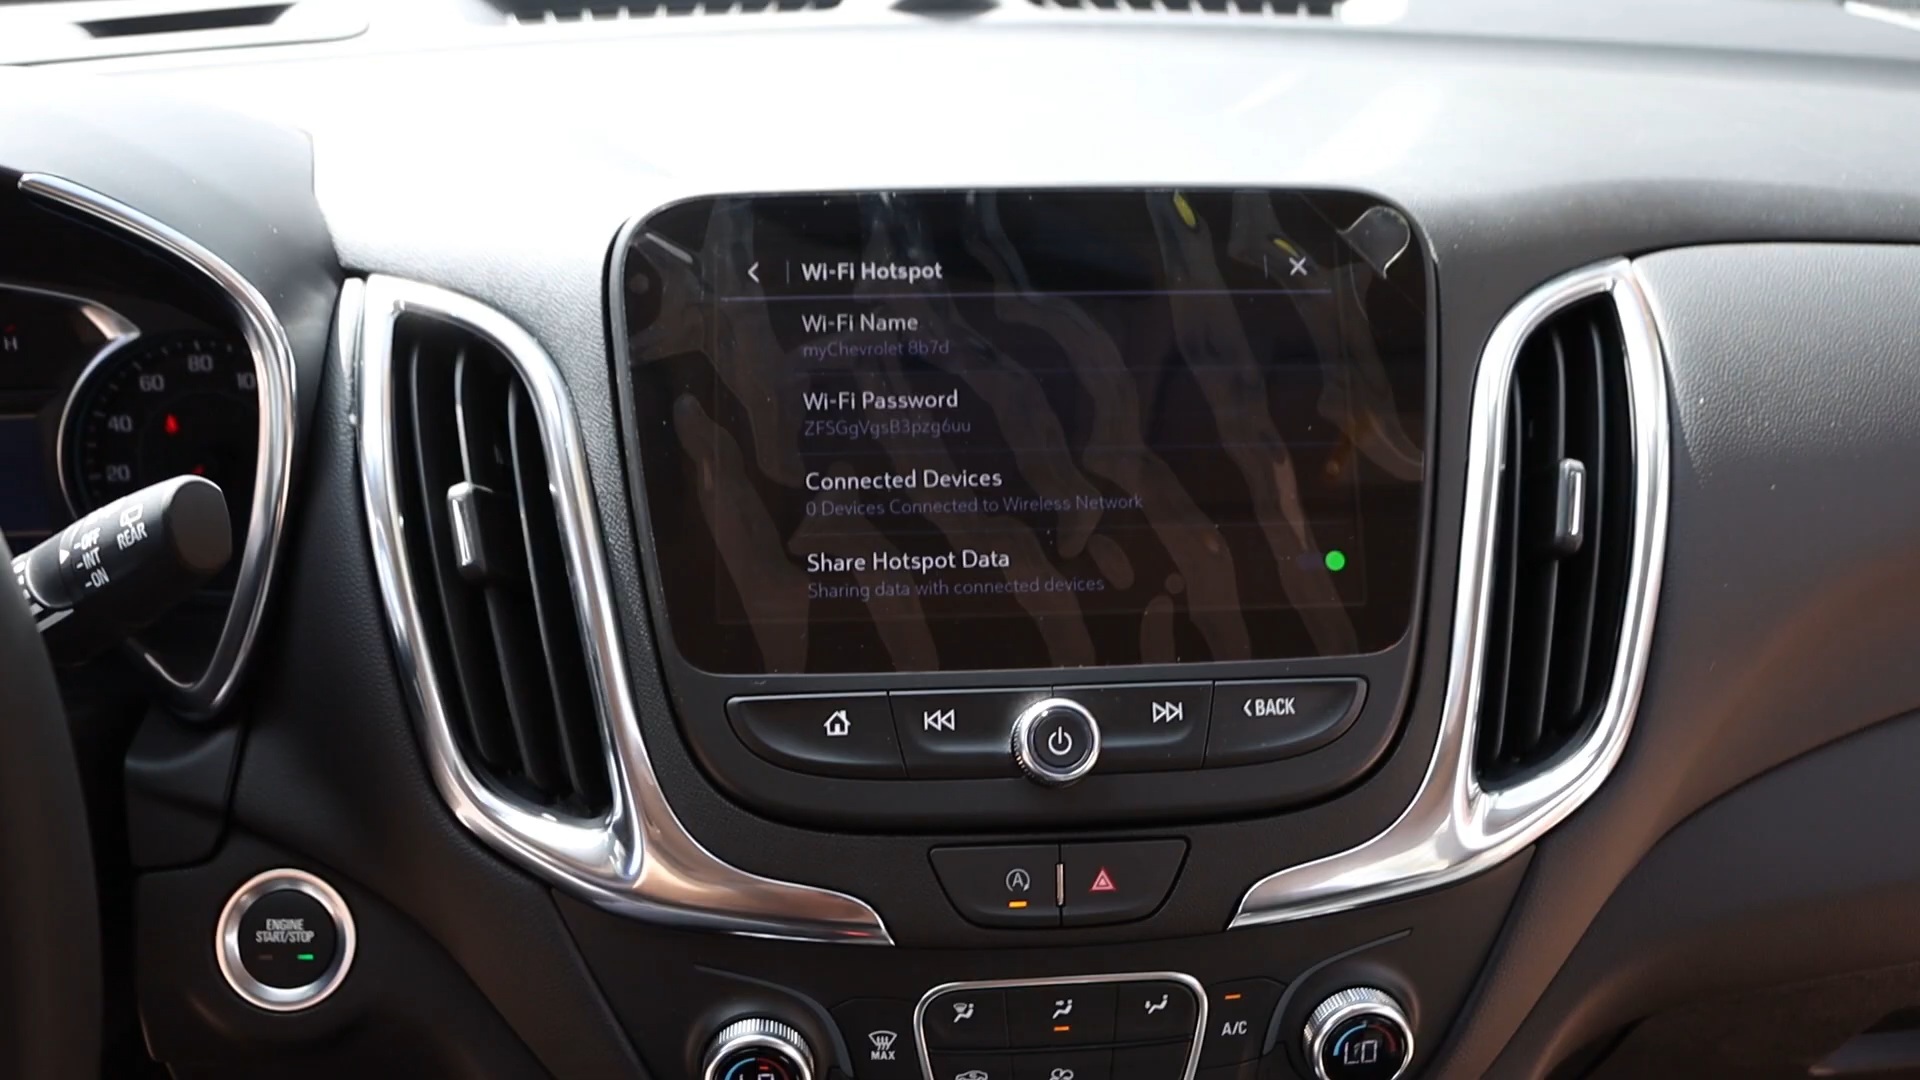 Wi-Fi Hotspot
Wi-Fi Name
myChevrolet 8b7d
Wi-Fi Password
ZFSGgVgsB3pzg6uu
Connected Devices
0 Devices Connected to Wireless Network
Share Hotspot Data
Sharing data with connected devices
BACK
H
20
40
60
80
OFF
INT
ON
REAR
ENGINE
START/STOP
A
MAX
A/C
LO
LO